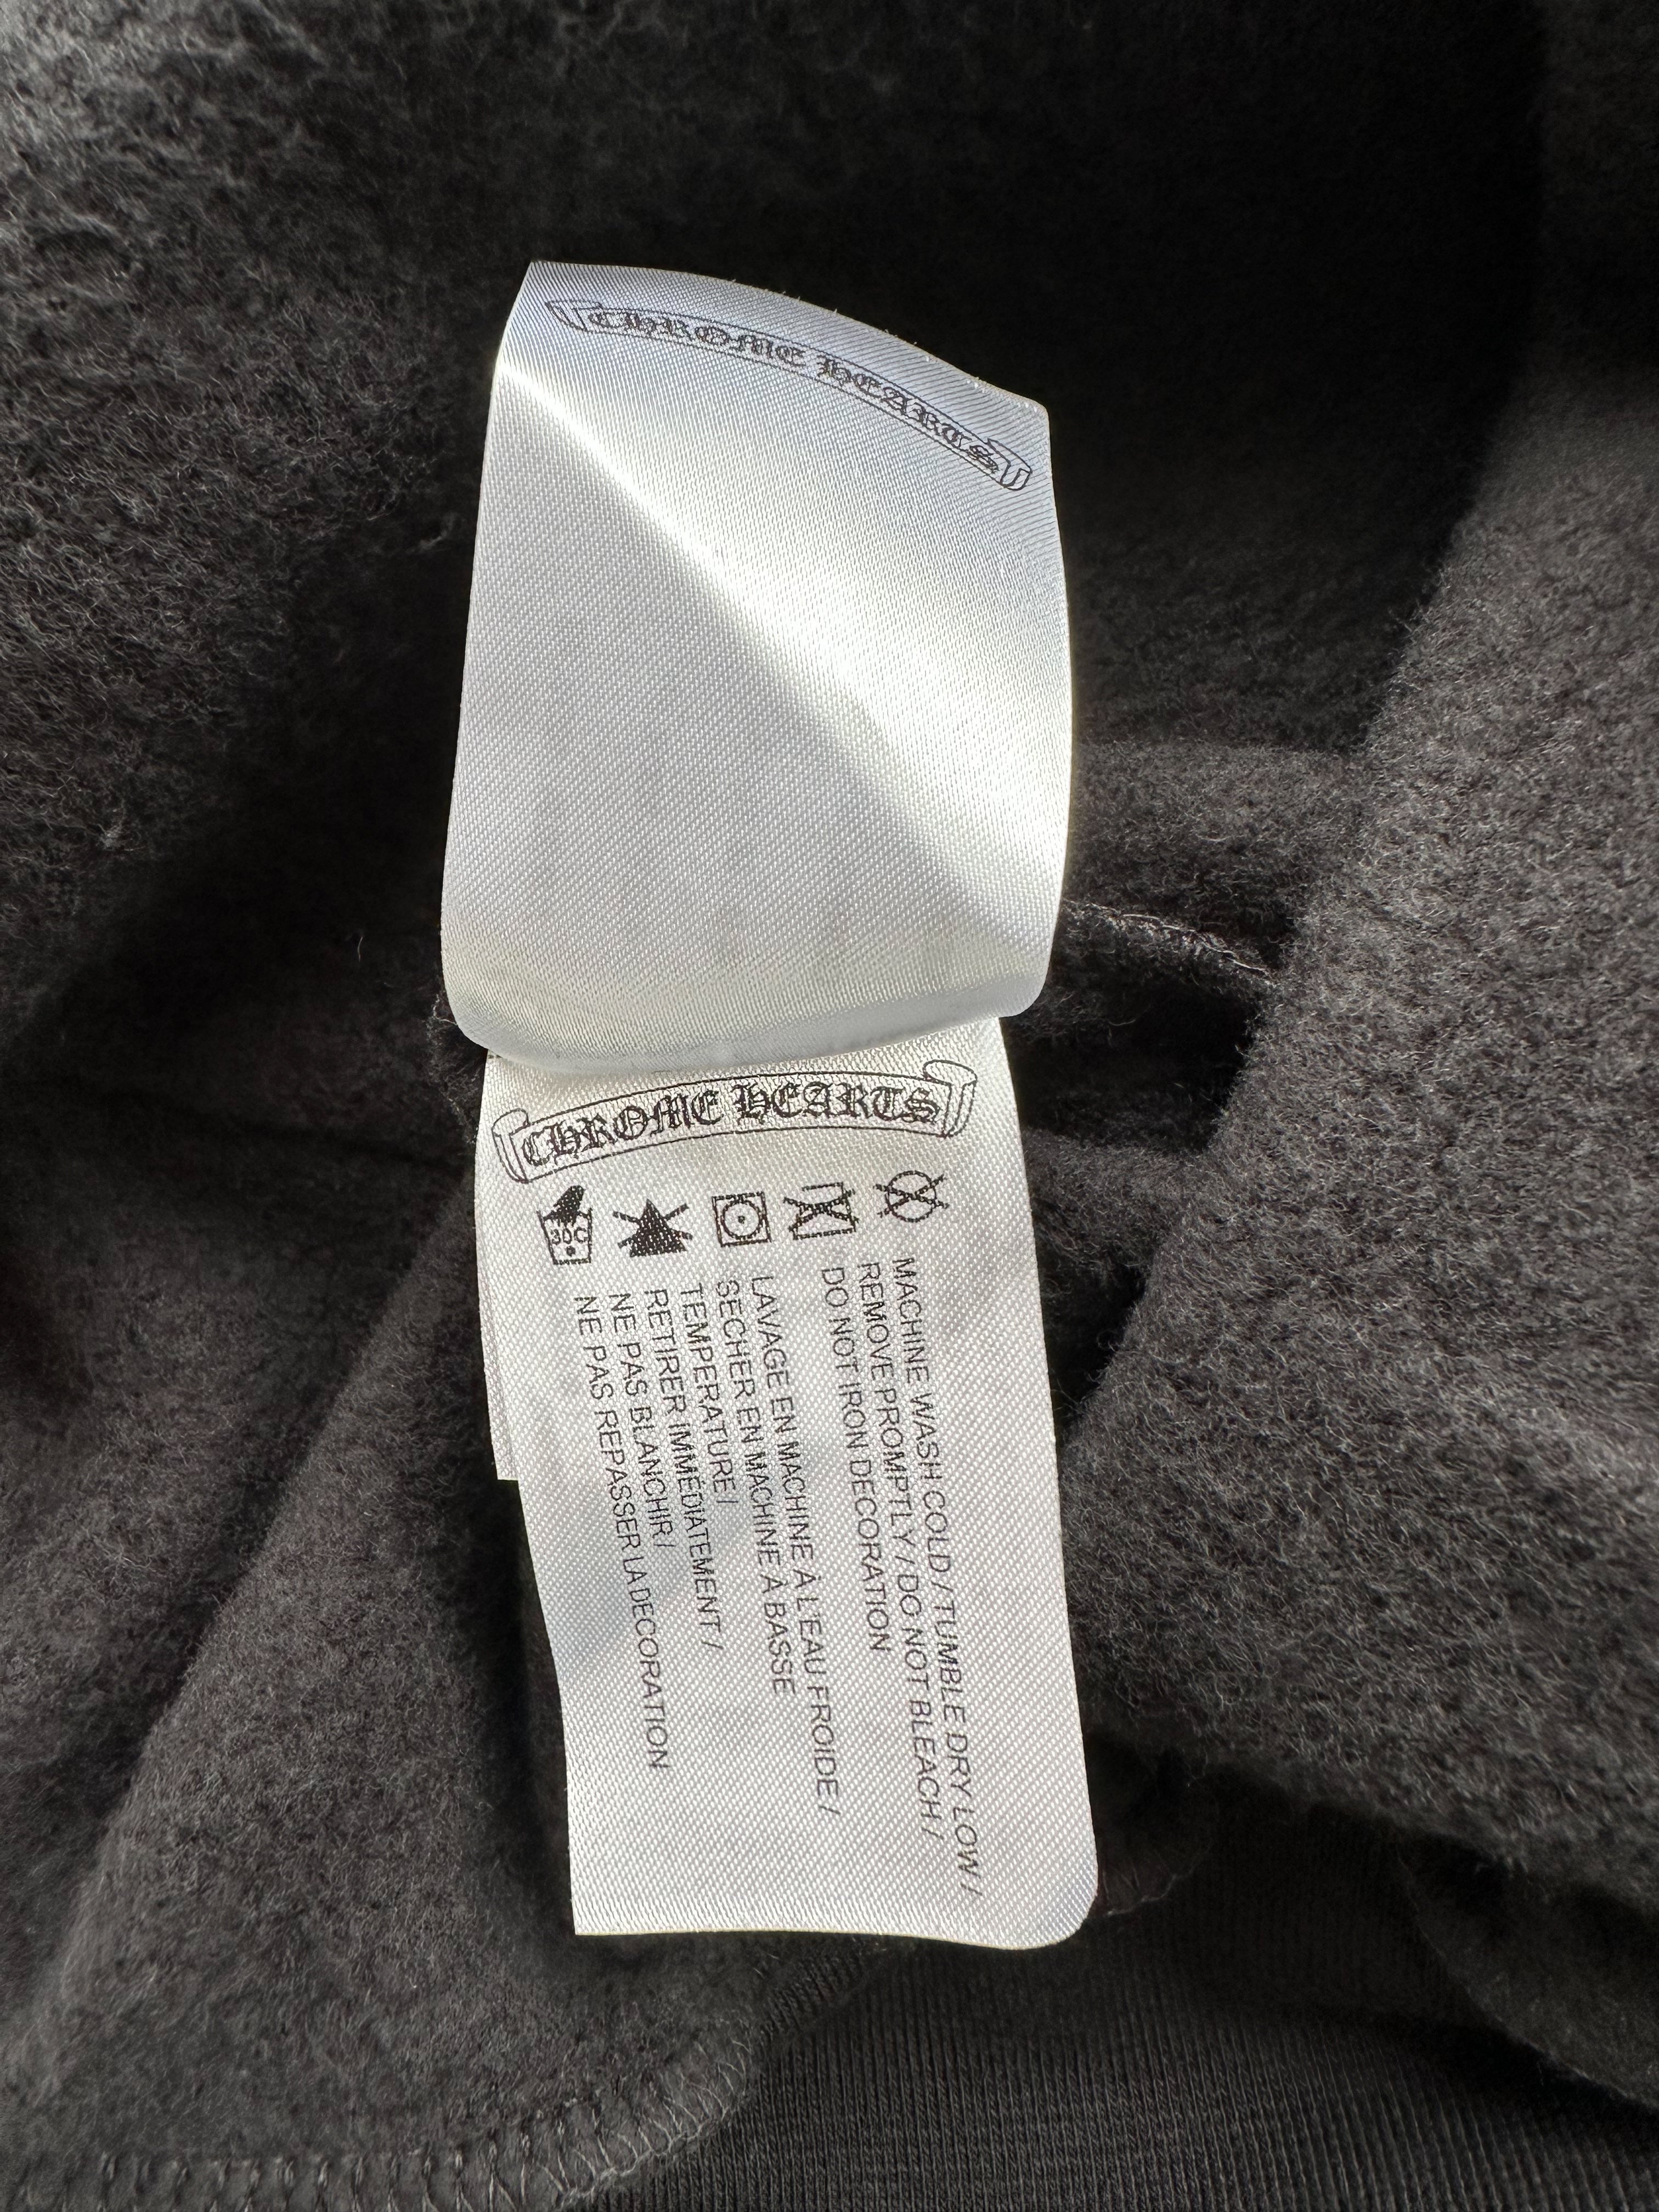 CHROME HEARTS
CHROME HEARTS
30C
MACHINE WASH COLD / TUMBLE DRY LOW /
REMOVE PROMPTLY / DO NOT BLEACH /
DO NOT IRON DECORATION
LAVAGE EN MACHINE À L'EAU FROIDE /
SECHER EN MACHINE À BASSE
TEMPERATURE /
RETIRER IMMÉDIATEMENT /
NE PAS BLANCHIR /
NE PAS REPASSER LA DECORATION